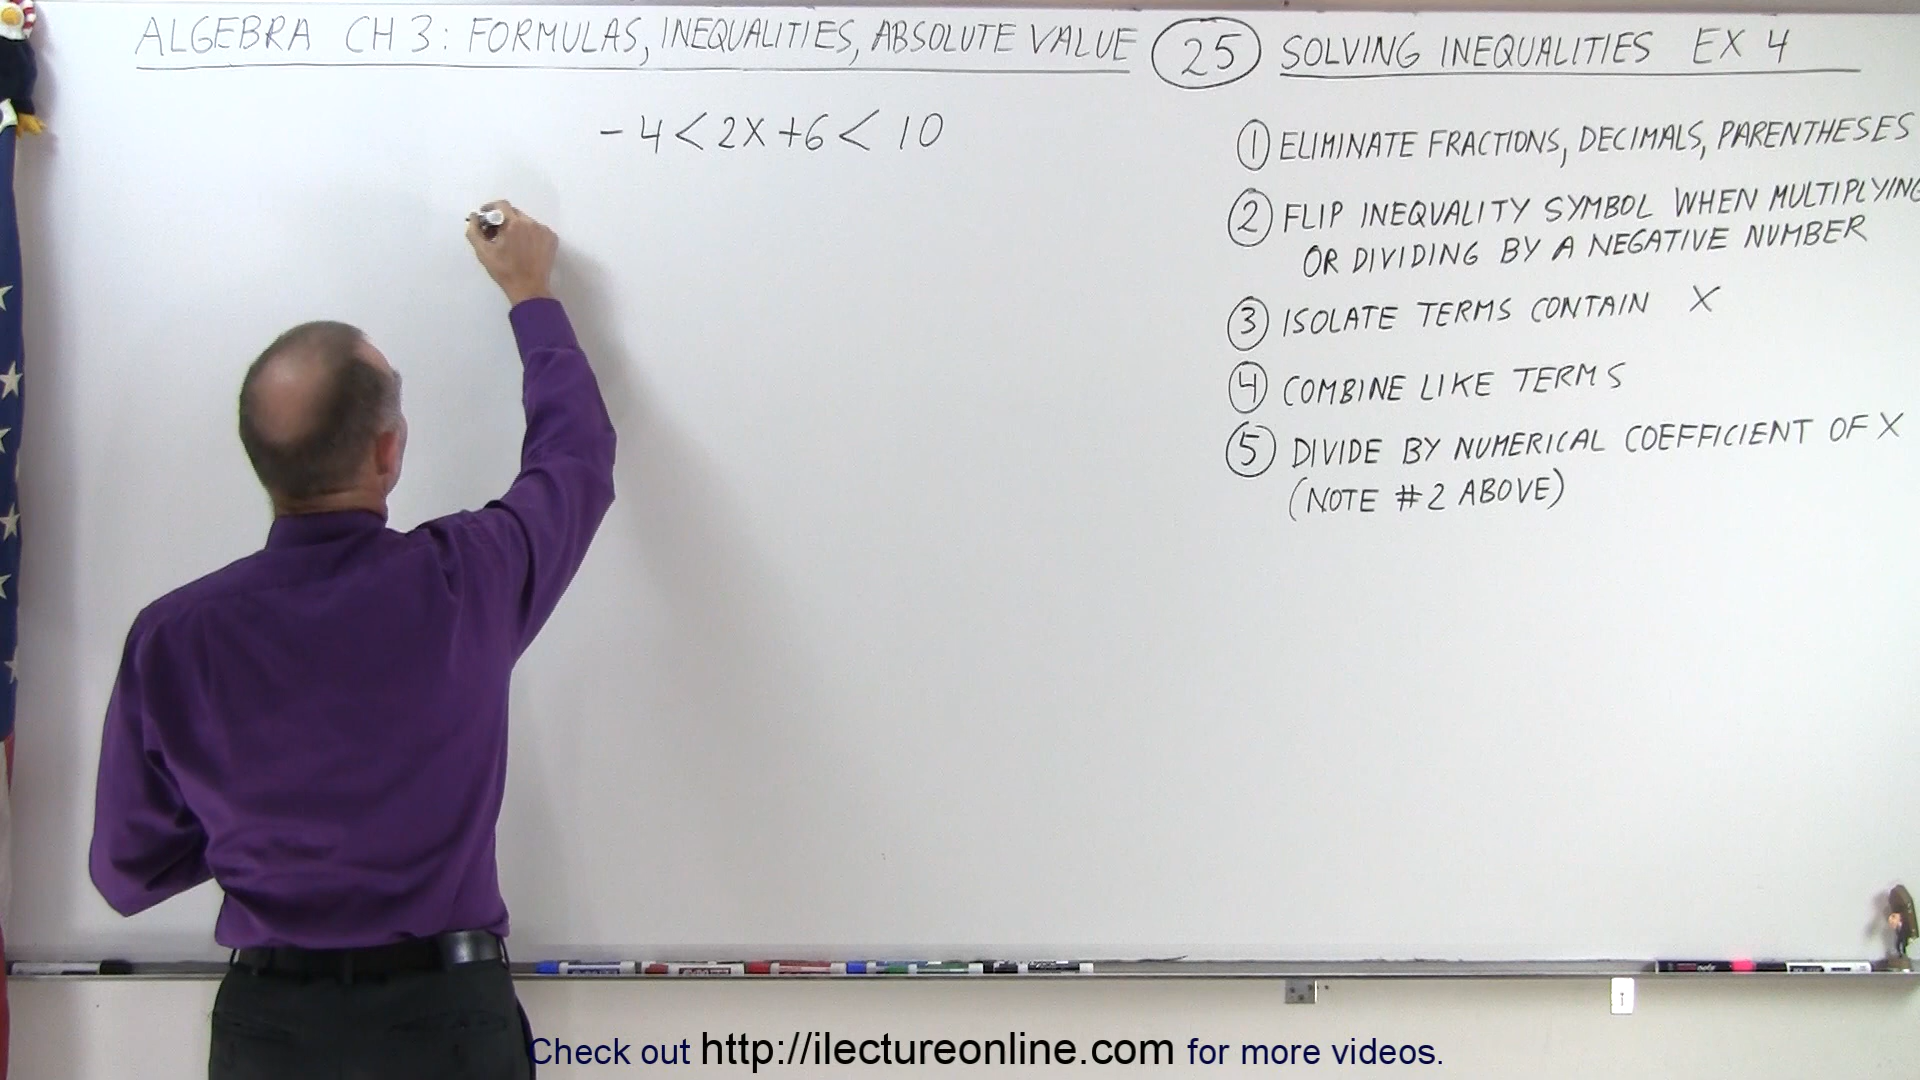 ALGEBRA CH 3: FORMULAS, INEQUALITIES, ABSOLUTE VALUE 25 SOLVING INEQUALITIES EX 4
-4 < 2X + 6 < 10
1 ELIMINATE FRACTIONS, DECIMALS, PARENTHESES
2 FLIP INEQUALITY SYMBOL WHEN MULTIPLYING
OR DIVIDING BY A NEGATIVE NUMBER
3 ISOLATE TERMS CONTAIN X
4 COMBINE LIKE TERMS
5 DIVIDE BY NUMERICAL COEFFICIENT OF X
(NOTE #2 ABOVE)
Check out http://ilectureonline.com for more videos.